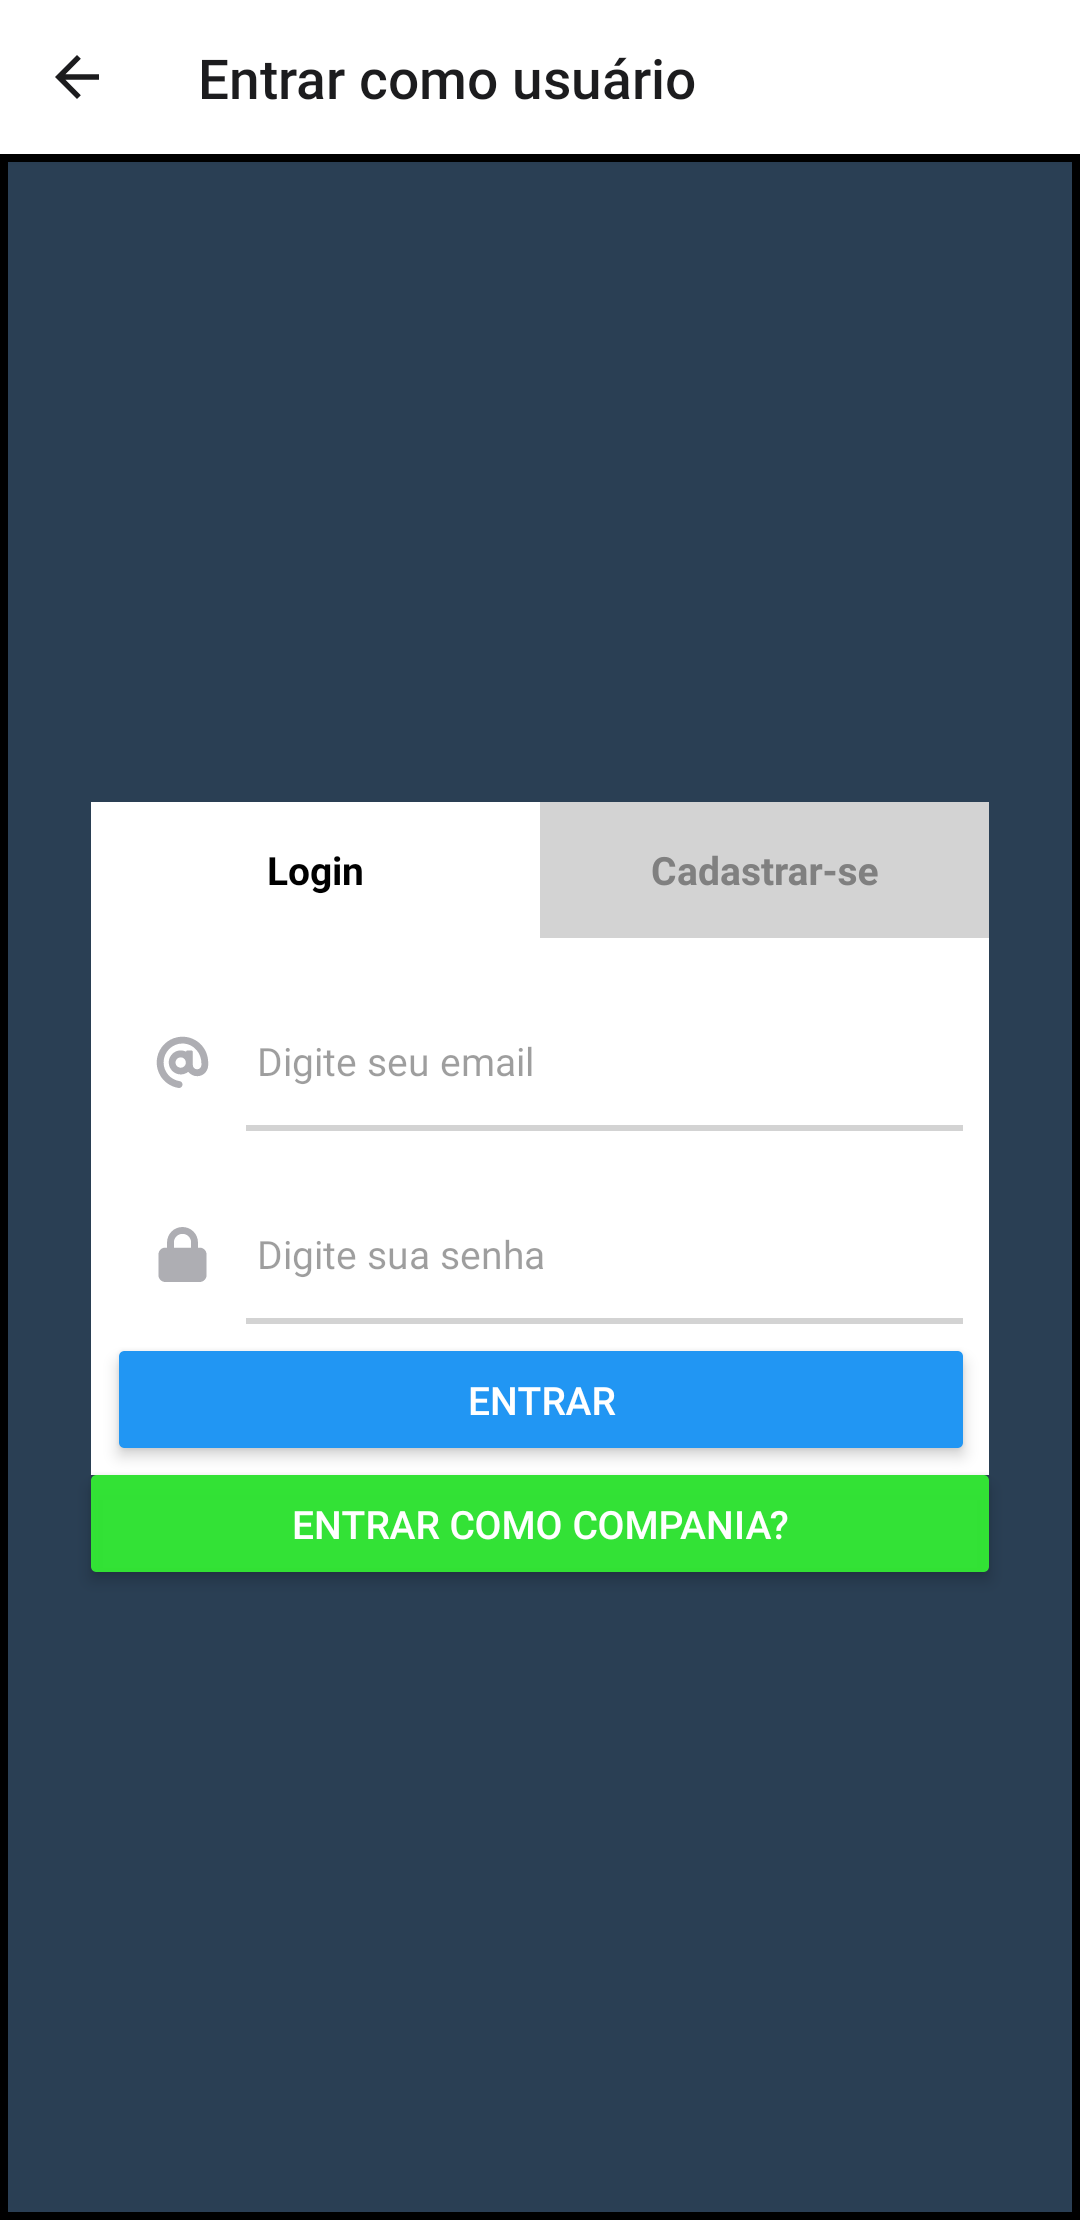 Entrar como usuário
Login
Cadastrar-se
Digite seu email
Digite sua senha
ENTRAR
ENTRAR COMO COMPANIA?